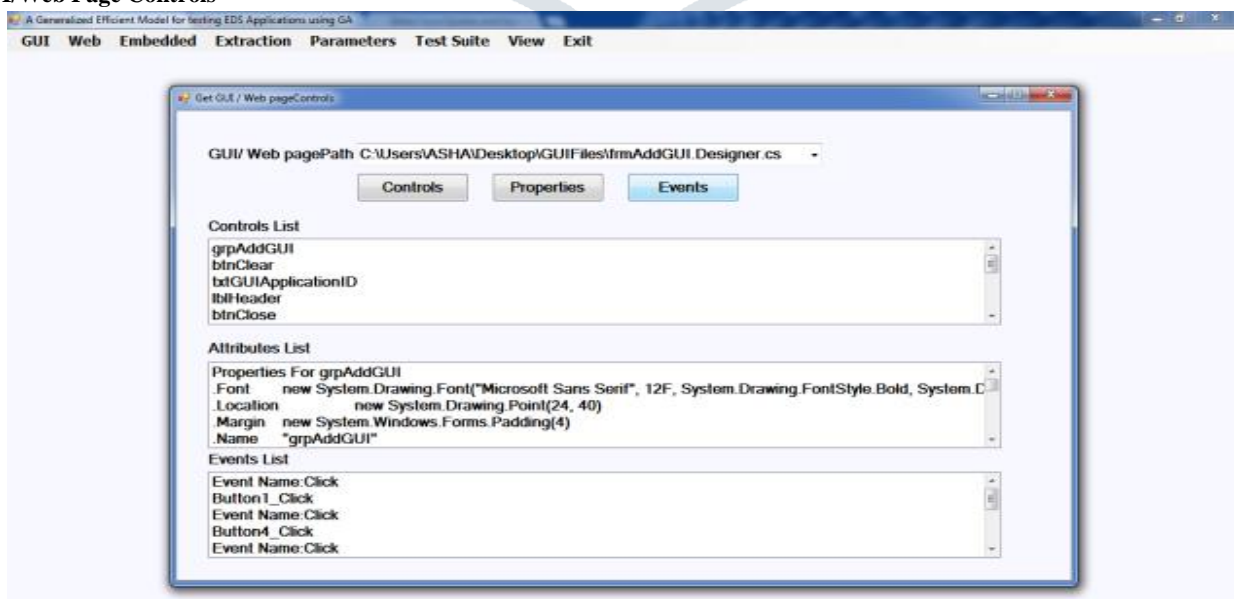 Web Page Controls
A Generalized Efficient Model for testing EDS Applications using GA
GUI Web Embedded Extraction Parameters Test Suite View Exit
Get GUI / Web pageControls
GUI/ Web pagePath C:\Users\ASHA\Desktop\GUIFiles\frmAddGUI.Designer.cs
Controls Properties Events
Controls List
grpAddGUI
btnClear
txtGUIApplicationID
lblHeader
btnClose
Attributes List
Properties For grpAddGUI
.Font new System.Drawing.Font("Microsoft Sans Serif", 12F, System.Drawing.FontStyle.Bold, System.D
.Location new System.Drawing.Point(24, 40)
.Margin new System.Windows.Forms.Padding(4)
.Name "grpAddGUI"
Events List
Event Name:Click
Button1_Click
Event Name:Click
Button4_Click
Event Name:Click